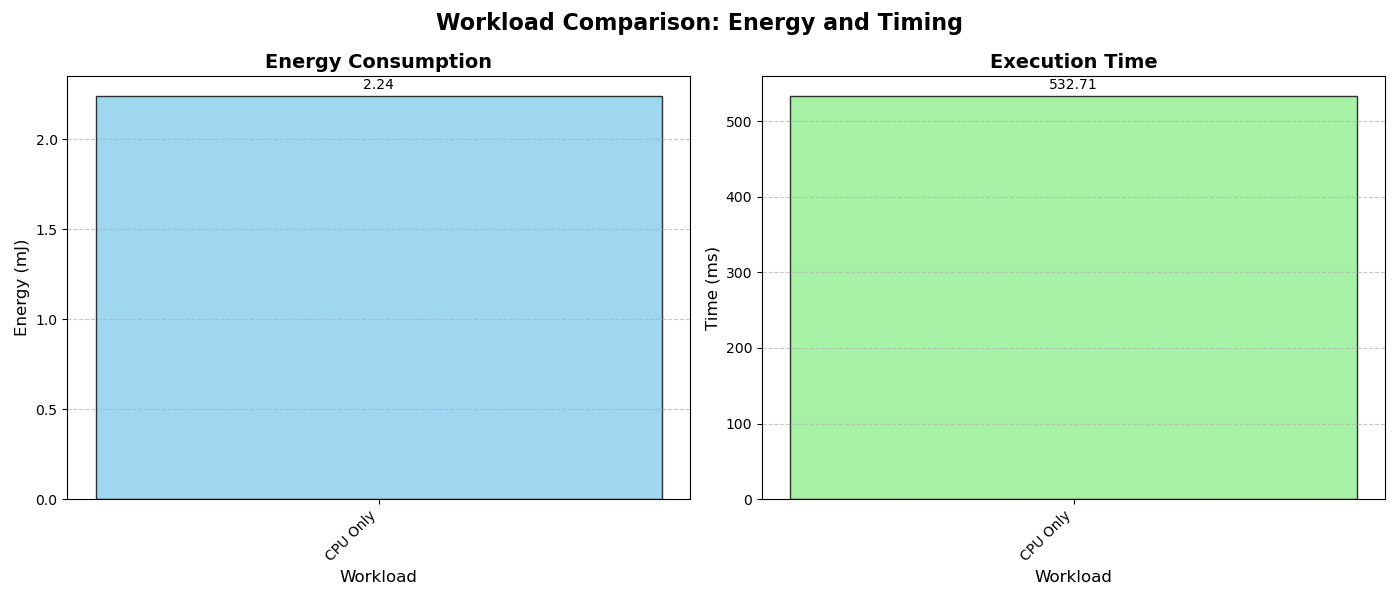 Workload Comparison: Energy and Timing
Energy Consumption
2.24
2.0
1.5
1.0
0.5
0.0
Energy (mJ)
CPU Only
Workload
Execution Time
532.71
500
400
300
200
100
0
Time (ms)
CPU Only
Workload